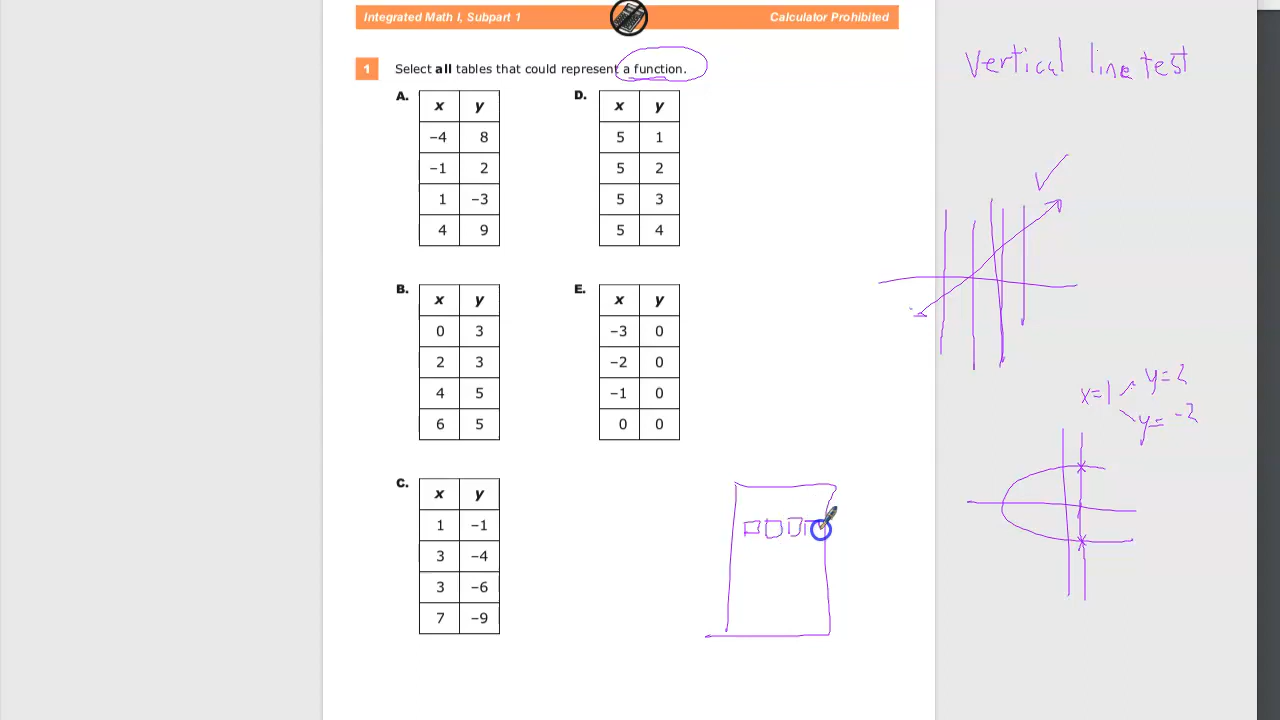 Integrated Math I, Subpart 1
Calculator Prohibited
1 Select all tables that could represent a function.
Vertical line test
A.
x y
–4 8
–1 2
1 –3
4 9
D.
x y
5 1
5 2
5 3
5 4
B.
x y
0 3
2 3
4 5
6 5
E.
x y
–3 0
–2 0
–1 0
0 0
C.
x y
1 –1
3 –4
3 –6
7 –9
x=1
y=2
y=-2